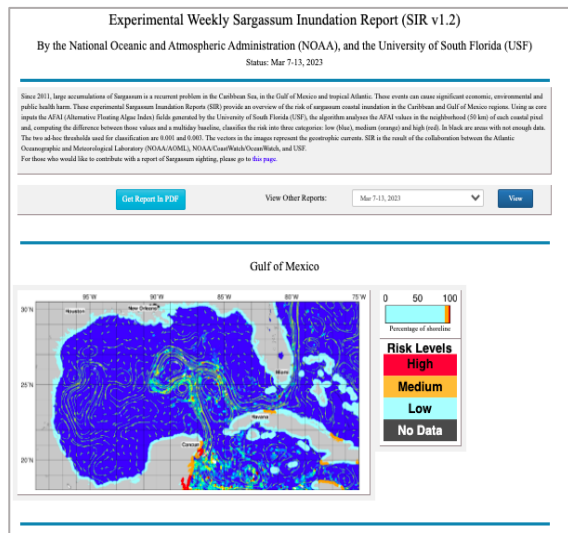 Experimental Weekly Sargassum Inundation Report (SIR v1.2)
By the National Oceanic and Atmospheric Administration (NOAA), and the University of South Florida (USF)
Status: Mar 7-13, 2023
Since 2011, large accumulations of Sargassum is a recurrent problem in the Caribbean Sea, in the Gulf of Mexico and tropical Atlantic. These events can cause significant economic, environmental and
public health harm. These experimental Sargassum Inundation Reports (SIR) provide an overview of the risk of sargassum coastal inundation in the Caribbean and Gulf of Mexico regions. Using as core
inputs the AFAI (Alternative Floating Algae Index) fields generated by the University of South Florida (USF), the algorithm analyses the AFAI values in the neighborhood (50 km) of each coastal pixel
and, computing the difference between those values and a multiday baseline, classifies the risk into three categories: low (blue), medium (orange) and high (red). In black are areas with not enough data.
The two ad-hoc thresholds used for classification are 0.001 and 0.003. The vectors in the images represent the geostrophic currents. SIR is the result of the collaboration between the Atlantic
Oceanographic and Meteorological Laboratory (NOAA/AOML), NOAA/CoastWatch/OceanWatch, and USF.
For those who would like to contribute with a report of Sargassum sighting, please go to this page.
Get Report In PDF
View Other Reports:
Mar 7-13, 2023
View
Gulf of Mexico
95°W 90°W 85°W 80°W 75°W
30°N
25°N
20°N
Houston
New Orleans
Miami
Havana
Cancun
0 50 100
Percentage of shoreline
Risk Levels
High
Medium
Low
No Data